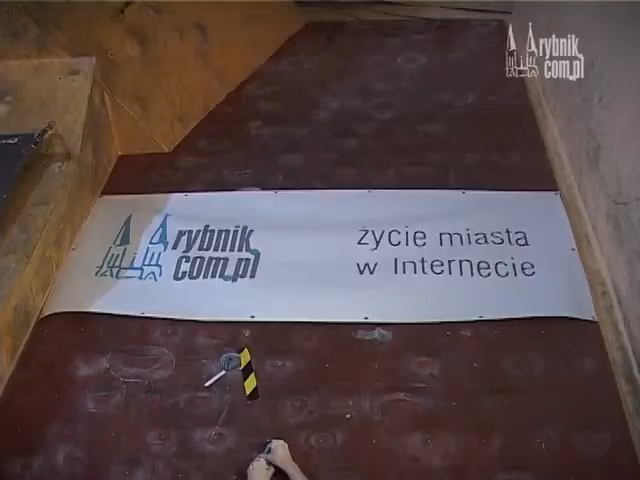 rybnik
com.pl
rybnik
com.pl
życie miasta
w Internecie